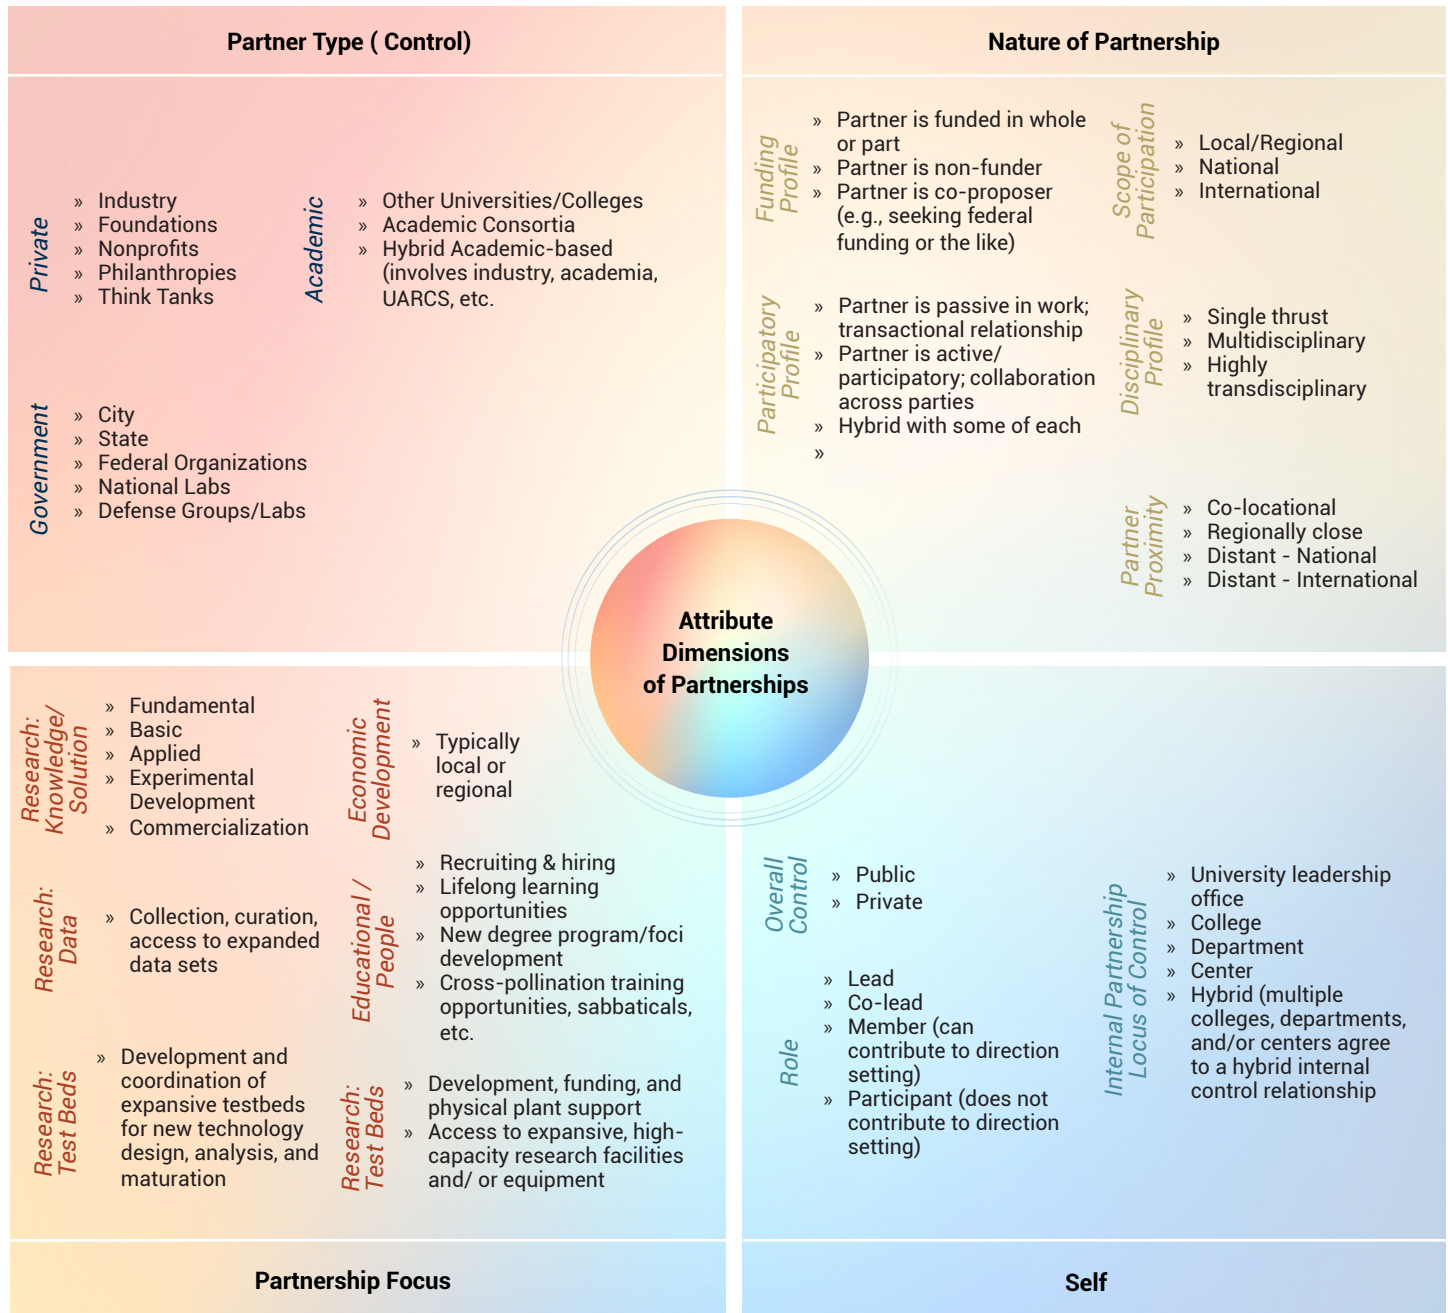 Partner Type ( Control)
Private
» Industry
» Foundations
» Nonprofits
» Philanthropies
» Think Tanks
Academic
» Other Universities/Colleges
» Academic Consortia
» Hybrid Academic-based
(involves industry, academia,
UARCS, etc.
Government
» City
» State
» Federal Organizations
» National Labs
» Defense Groups/Labs
Nature of Partnership
Funding
Profile
» Partner is funded in whole
or part
» Partner is non-funder
» Partner is co-proposer
(e.g., seeking federal
funding or the like)
Scope of
Participation
» Local/Regional
» National
» International
Participatory
Profile
» Partner is passive in work;
transactional relationship
» Partner is active/
participatory; collaboration
across parties
» Hybrid with some of each
»
Disciplinary
Profile
» Single thrust
» Multidisciplinary
» Highly
transdisciplinary
Partner
Proximity
» Co-locational
» Regionally close
» Distant - National
» Distant - International
Attribute
Dimensions
of Partnerships
Research:
Knowledge/
Solution
» Fundamental
» Basic
» Applied
» Experimental
Development
» Commercialization
Economic
Development
» Typically
local or
regional
Research:
Data
» Collection, curation,
access to expanded
data sets
Educational /
People
» Recruiting & hiring
» Lifelong learning
opportunities
» New degree program/foci
development
» Cross-pollination training
opportunities, sabbaticals,
etc.
Research:
Test Beds
» Development and
coordination of
expansive testbeds
for new technology
design, analysis, and
maturation
Research:
Test Beds
» Development, funding, and
physical plant support
» Access to expansive, high-
capacity research facilities
and/ or equipment
Partnership Focus
Overall
Control
» Public
» Private
Role
» Lead
» Co-lead
» Member (can
contribute to direction
setting)
» Participant (does not
contribute to direction
setting)
Internal Partnership
Locus of Control
» University leadership
office
» College
» Department
» Center
» Hybrid (multiple
colleges, departments,
and/or centers agree
to a hybrid internal
control relationship
Self